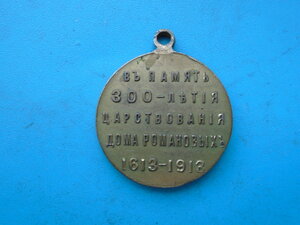 ВЪ ПАМЯТЬ
300-ЛѢТІЯ
ЦАРСТВОВАНІЯ
ДОМА РОМАНОВЫХЪ
1613-1913